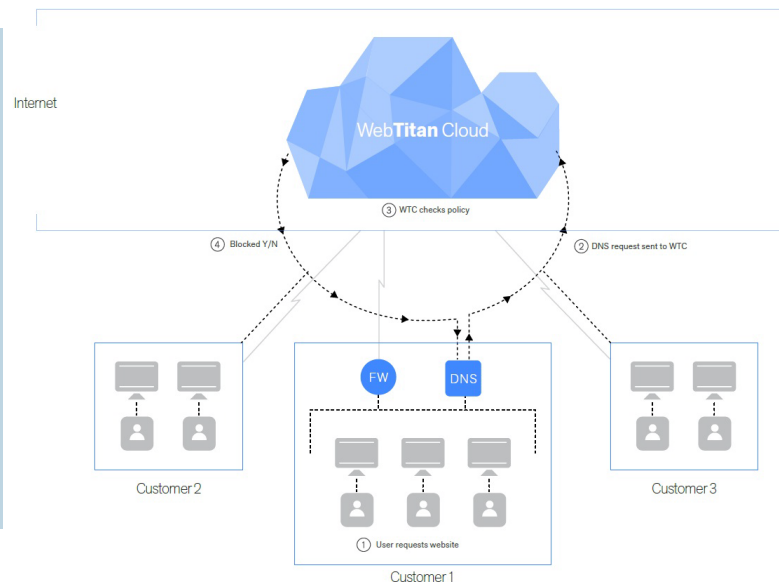 Internet
WebTitan Cloud
3 WTC checks policy
4 Blocked Y/N
2 DNS request sent to WTC
FW
DNS
Customer 2
Customer 3
1 User requests website
Customer 1